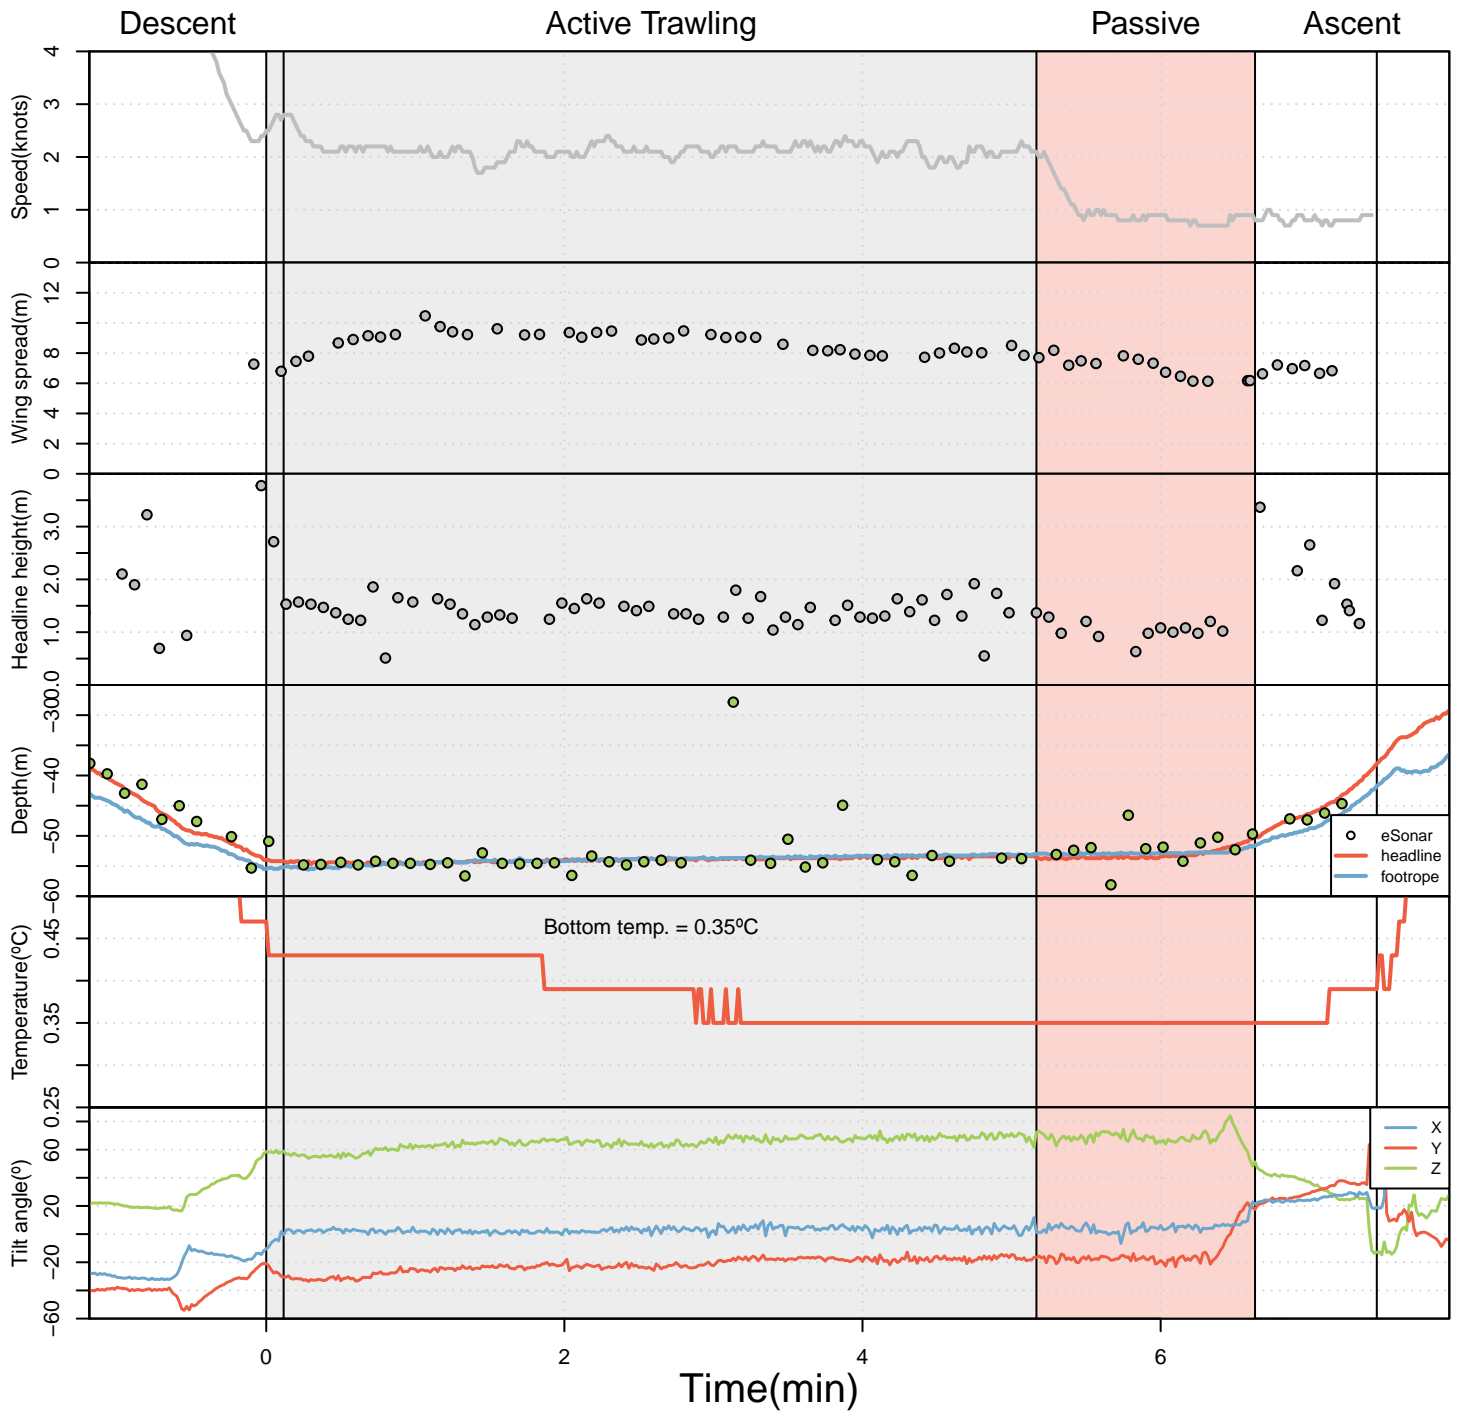 Descent Active Trawling Passive Ascent
Speed(knots)
4
3
2
1
0
Wing spread(m)
12
8
6
4
2
0
Headline height(m)
3.0
2.0
1.0
0.0
Depth(m)
−30
−40
−50
−60
eSonar
headline
footrope
Temperature(ºC)
0.45
0.35
0.25
Bottom temp. = 0.35ºC
Tilt angle(º)
60
20
−20
−60
X
Y
Z
0 2 4 6
Time(min)